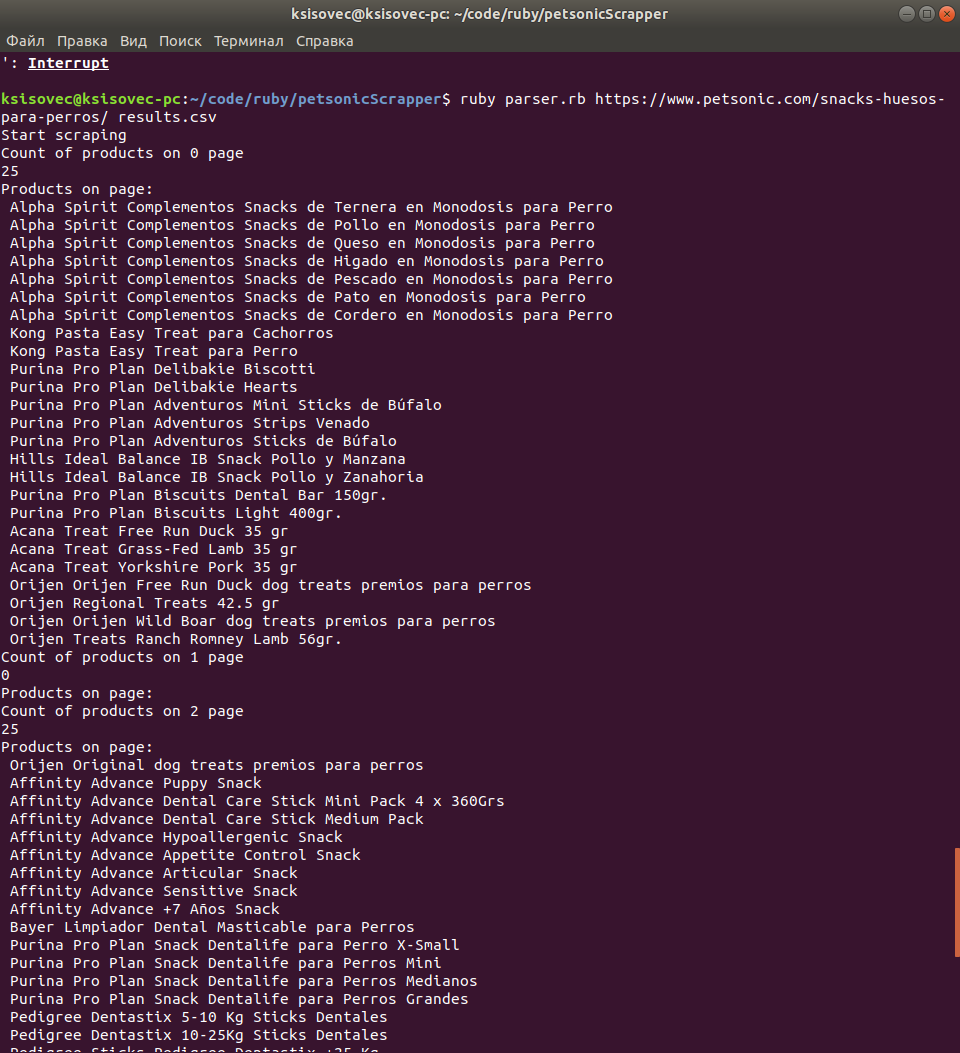 ksisovec@ksisovec-pc: ~/code/ruby/petsonicScrapper
Файл Правка Вид Поиск Терминал Справка
': Interrupt
ksisovec@ksisovec-pc:~/code/ruby/petsonicScrapper$ ruby parser.rb https://www.petsonic.com/snacks-huesos-
para-perros/ results.csv
Start scraping
Count of products on 0 page
25
Products on page:
Alpha Spirit Complementos Snacks de Ternera en Monodosis para Perro
Alpha Spirit Complementos Snacks de Pollo en Monodosis para Perro
Alpha Spirit Complementos Snacks de Queso en Monodosis para Perro
Alpha Spirit Complementos Snacks de Higado en Monodosis para Perro
Alpha Spirit Complementos Snacks de Pescado en Monodosis para Perro
Alpha Spirit Complementos Snacks de Pato en Monodosis para Perro
Alpha Spirit Complementos Snacks de Cordero en Monodosis para Perro
Kong Pasta Easy Treat para Cachorros
Kong Pasta Easy Treat para Perro
Purina Pro Plan Delibakie Biscotti
Purina Pro Plan Delibakie Hearts
Purina Pro Plan Adventuros Mini Sticks de Búfalo
Purina Pro Plan Adventuros Strips Venado
Purina Pro Plan Adventuros Sticks de Búfalo
Hills Ideal Balance IB Snack Pollo y Manzana
Hills Ideal Balance IB Snack Pollo y Zanahoria
Purina Pro Plan Biscuits Dental Bar 150gr.
Purina Pro Plan Biscuits Light 400gr.
Acana Treat Free Run Duck 35 gr
Acana Treat Grass-Fed Lamb 35 gr
Acana Treat Yorkshire Pork 35 gr
Orijen Orijen Free Run Duck dog treats premios para perros
Orijen Regional Treats 42.5 gr
Orijen Orijen Wild Boar dog treats premios para perros
Orijen Treats Ranch Romney Lamb 56gr.
Count of products on 1 page
0
Products on page:
Count of products on 2 page
25
Products on page:
Orijen Original dog treats premios para perros
Affinity Advance Puppy Snack
Affinity Advance Dental Care Stick Mini Pack 4 x 360Grs
Affinity Advance Dental Care Stick Medium Pack
Affinity Advance Hypoallergenic Snack
Affinity Advance Appetite Control Snack
Affinity Advance Articular Snack
Affinity Advance Sensitive Snack
Affinity Advance +7 Años Snack
Bayer Limpiador Dental Masticable para Perros
Purina Pro Plan Snack Dentalife para Perro X-Small
Purina Pro Plan Snack Dentalife para Perros Mini
Purina Pro Plan Snack Dentalife para Perros Medianos
Purina Pro Plan Snack Dentalife para Perros Grandes
Pedigree Dentastix 5-10 Kg Sticks Dentales
Pedigree Dentastix 10-25Kg Sticks Dentales
Pedigree Sticks Pedigree Dentastix +25 Kg